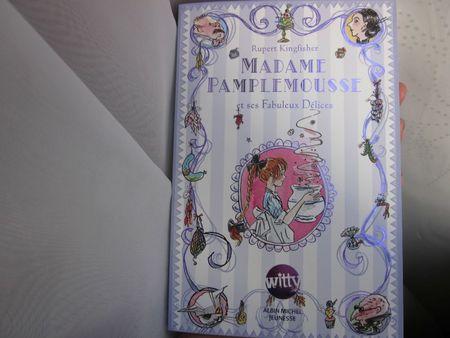 Rupert Kingfisher
MADAME
PAMPLEMOUSSE
et ses Fabuleux Délices
witty
ALBIN MICHEL
JEUNESSE